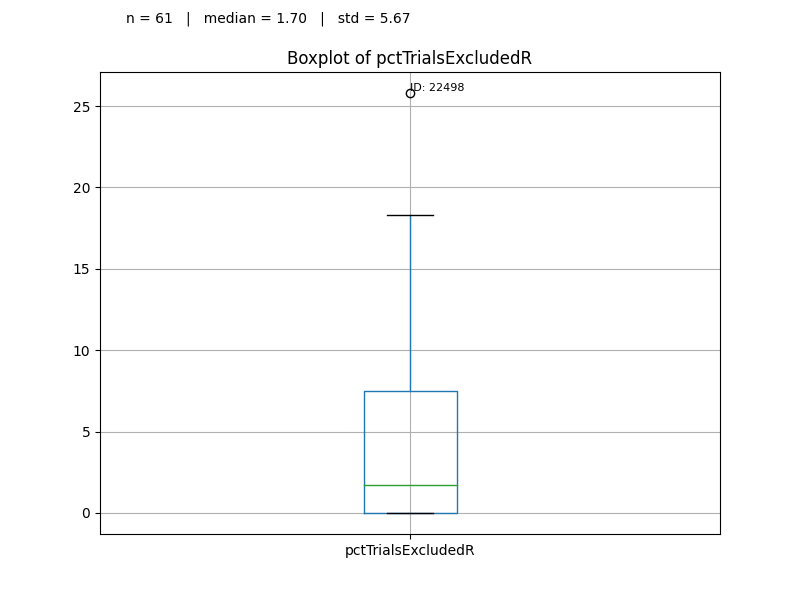 n = 61   |   median = 1.70   |   std = 5.67
Boxplot of pctTrialsExcludedR
ID: 22498
25
20
15
10
5
0
pctTrialsExcludedR